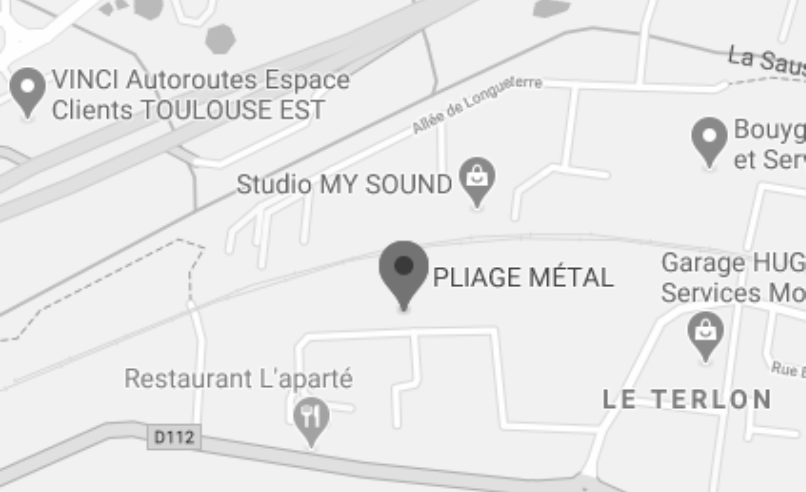 La Saus
VINCI Autoroutes Espace
Clients TOULOUSE EST
Allée de Longueterre
Bouyg
et Serv
Studio MY SOUND
PLIAGE MÉTAL
Garage HUG
Services Mo
Restaurant L'aparté
Rue B
LE TERLON
D112